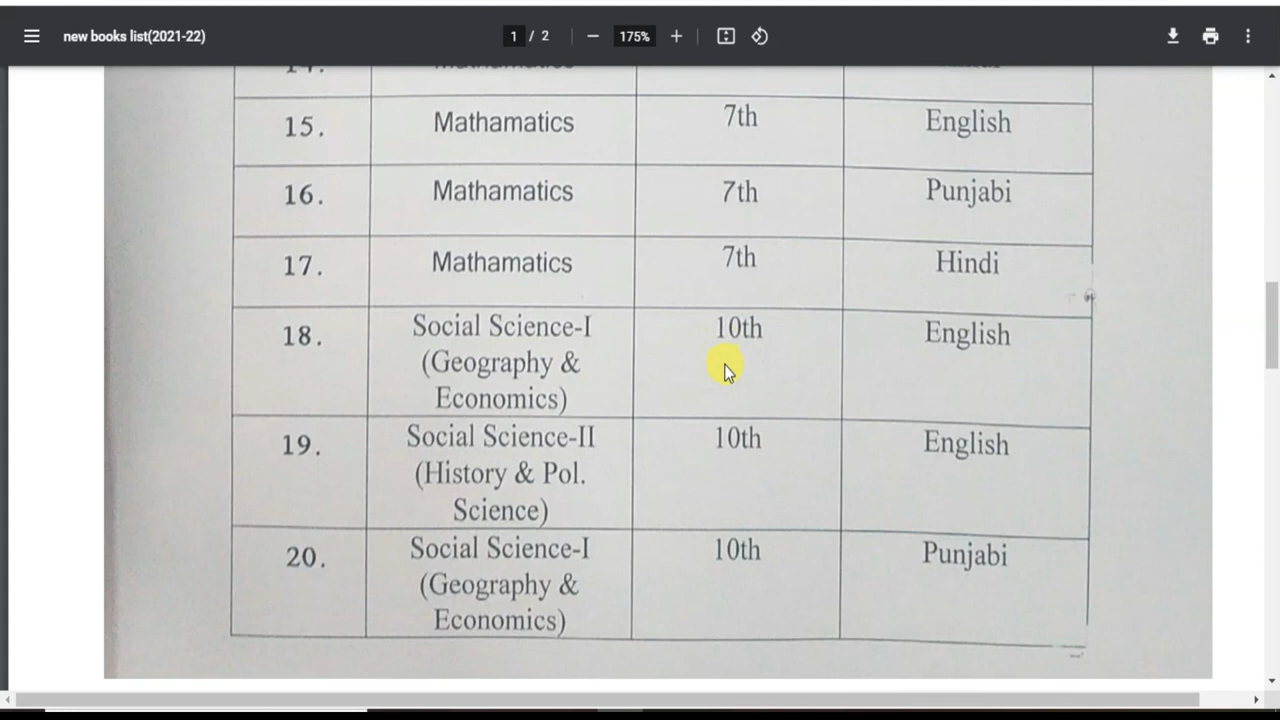 new books list(2021-22)
1 / 2
175%
14.
15. Mathamatics 7th English
16. Mathamatics 7th Punjabi
17. Mathamatics 7th Hindi
18. Social Science-I 10th English
(Geography &
Economics)
19. Social Science-II 10th English
(History & Pol.
Science)
20. Social Science-I 10th Punjabi
(Geography &
Economics)